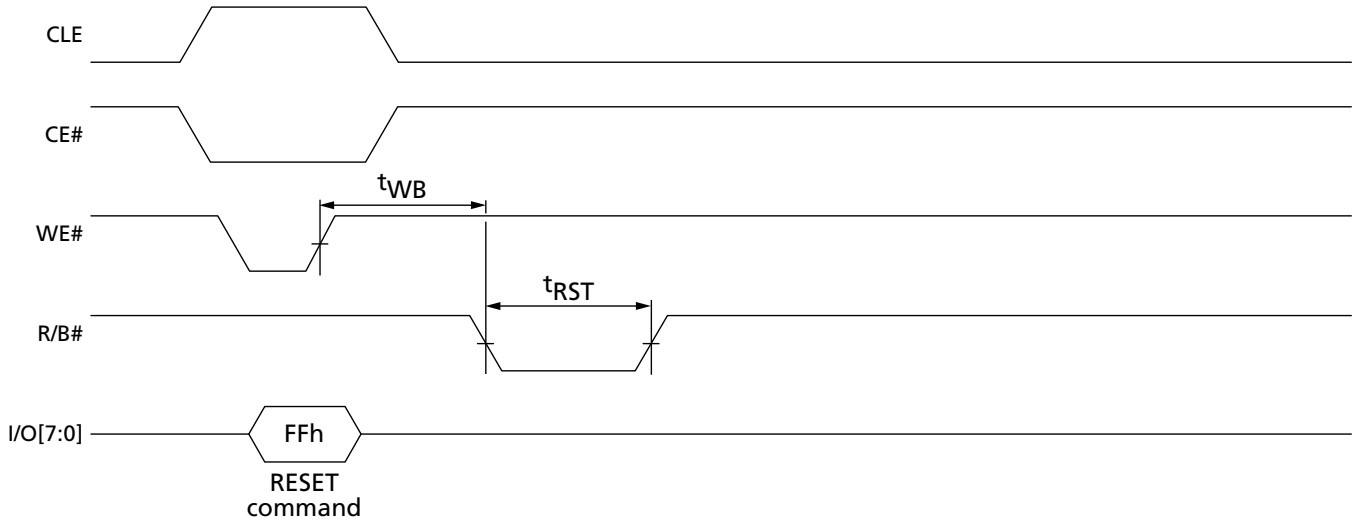 CLE
CE#
tWB
WE#
tRST
R/B#
I/O[7:0]
FFh
RESET
command